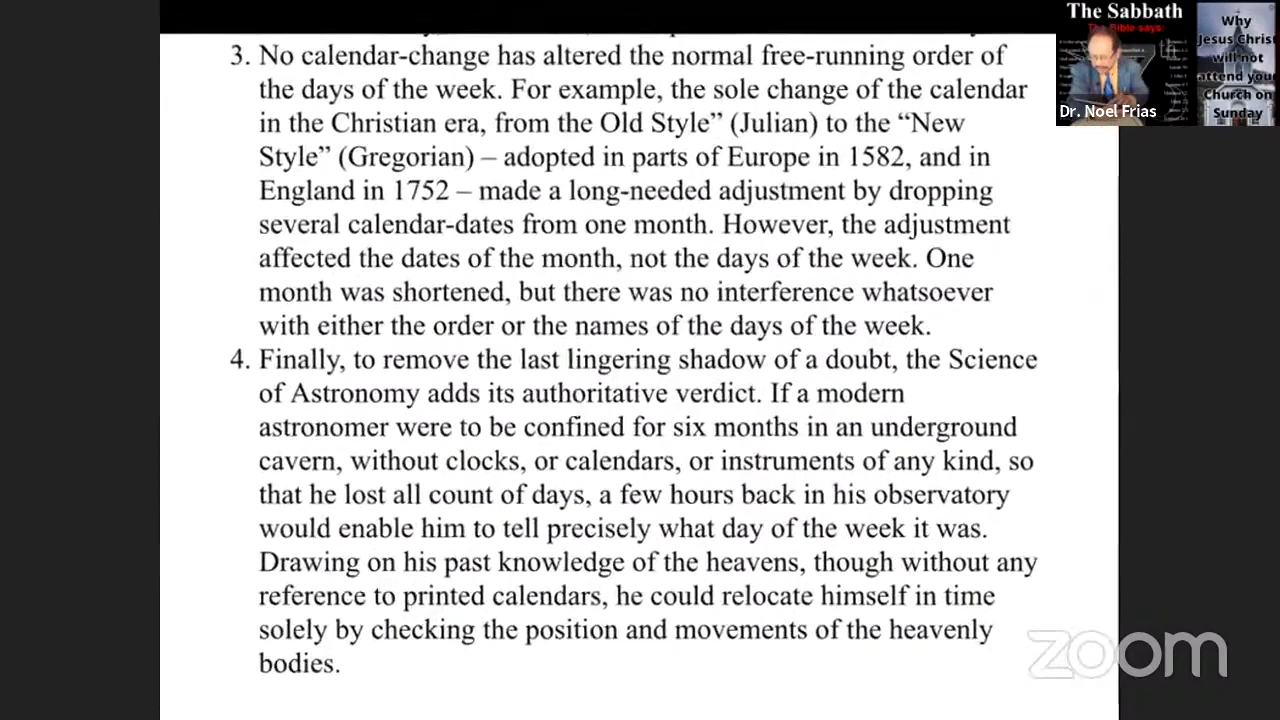 3. No calendar-change has altered the normal free-running order of
the days of the week. For example, the sole change of the calendar
in the Christian era, from the Old Style” (Julian) to the “New
Style” (Gregorian) – adopted in parts of Europe in 1582, and in
England in 1752 – made a long-needed adjustment by dropping
several calendar-dates from one month. However, the adjustment
affected the dates of the month, not the days of the week. One
month was shortened, but there was no interference whatsoever
with either the order or the names of the days of the week.
4. Finally, to remove the last lingering shadow of a doubt, the Science
of Astronomy adds its authoritative verdict. If a modern
astronomer were to be confined for six months in an underground
cavern, without clocks, or calendars, or instruments of any kind, so
that he lost all count of days, a few hours back in his observatory
would enable him to tell precisely what day of the week it was.
Drawing on his past knowledge of the heavens, though without any
reference to printed calendars, he could relocate himself in time
solely by checking the position and movements of the heavenly
bodies.
The Sabbath
The Bible says:
Dr. Noel Frias
Why
Jesus Christ
will not
attend you
Church on
Sunday
zoom